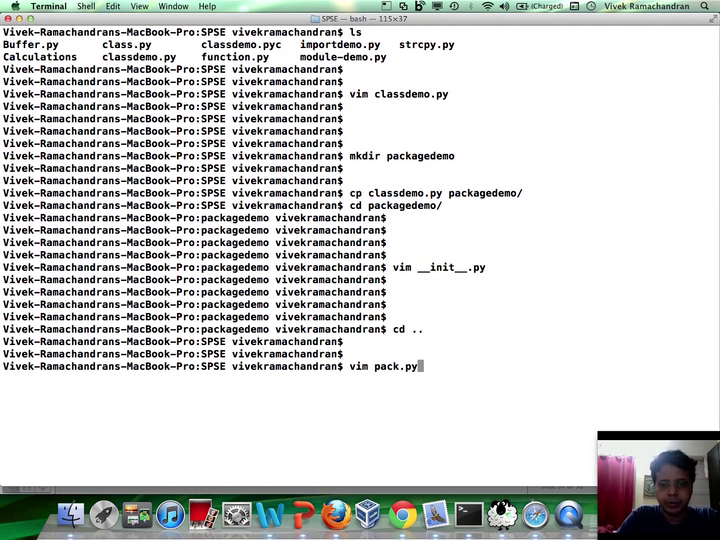 Terminal Shell Edit View Window Help (Charged) Vivek Ramachandran
SPSE — bash — 115×37
Vivek-Ramachandrans-MacBook-Pro:SPSE vivekramachandran$ ls
Buffer.py class.py classdemo.pyc importdemo.py strcpy.py
Calculations classdemo.py function.py module-demo.py
Vivek-Ramachandrans-MacBook-Pro:SPSE vivekramachandran$
Vivek-Ramachandrans-MacBook-Pro:SPSE vivekramachandran$
Vivek-Ramachandrans-MacBook-Pro:SPSE vivekramachandran$ vim classdemo.py
Vivek-Ramachandrans-MacBook-Pro:SPSE vivekramachandran$
Vivek-Ramachandrans-MacBook-Pro:SPSE vivekramachandran$
Vivek-Ramachandrans-MacBook-Pro:SPSE vivekramachandran$
Vivek-Ramachandrans-MacBook-Pro:SPSE vivekramachandran$
Vivek-Ramachandrans-MacBook-Pro:SPSE vivekramachandran$ mkdir packagedemo
Vivek-Ramachandrans-MacBook-Pro:SPSE vivekramachandran$
Vivek-Ramachandrans-MacBook-Pro:SPSE vivekramachandran$
Vivek-Ramachandrans-MacBook-Pro:SPSE vivekramachandran$ cp classdemo.py packagedemo/
Vivek-Ramachandrans-MacBook-Pro:SPSE vivekramachandran$ cd packagedemo/
Vivek-Ramachandrans-MacBook-Pro:packagedemo vivekramachandran$
Vivek-Ramachandrans-MacBook-Pro:packagedemo vivekramachandran$
Vivek-Ramachandrans-MacBook-Pro:packagedemo vivekramachandran$
Vivek-Ramachandrans-MacBook-Pro:packagedemo vivekramachandran$
Vivek-Ramachandrans-MacBook-Pro:packagedemo vivekramachandran$ vim __init__.py
Vivek-Ramachandrans-MacBook-Pro:packagedemo vivekramachandran$
Vivek-Ramachandrans-MacBook-Pro:packagedemo vivekramachandran$
Vivek-Ramachandrans-MacBook-Pro:packagedemo vivekramachandran$
Vivek-Ramachandrans-MacBook-Pro:packagedemo vivekramachandran$
Vivek-Ramachandrans-MacBook-Pro:packagedemo vivekramachandran$ cd ..
Vivek-Ramachandrans-MacBook-Pro:SPSE vivekramachandran$
Vivek-Ramachandrans-MacBook-Pro:SPSE vivekramachandran$
Vivek-Ramachandrans-MacBook-Pro:SPSE vivekramachandran$ vim pack.py